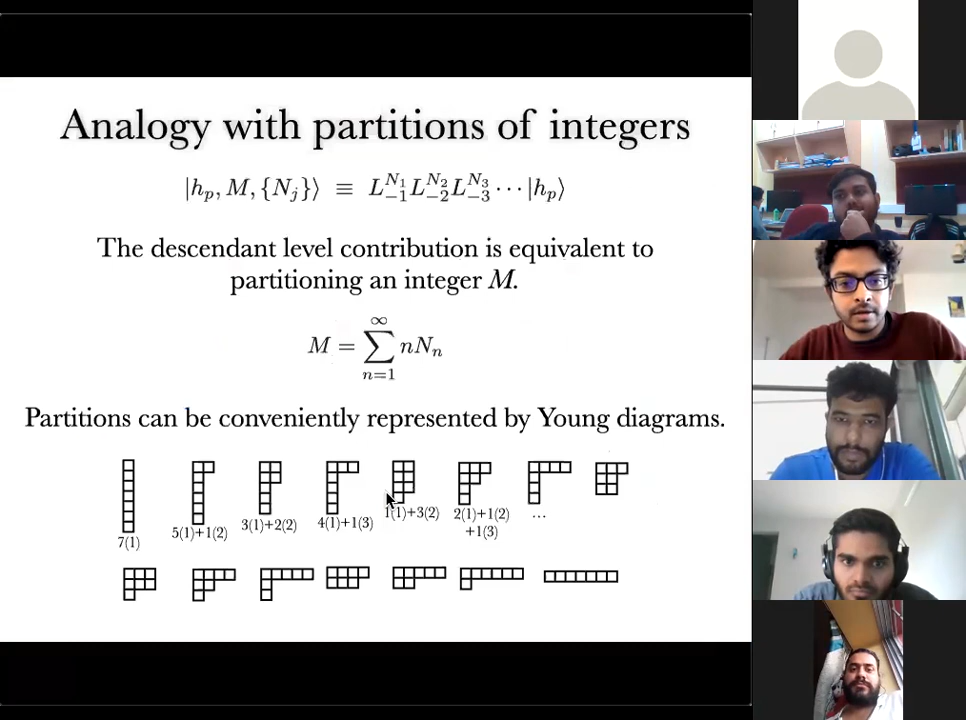 Analogy with partitions of integers
|h_p, M, {N_j}⟩ ≡ L_{-1}^{N_1} L_{-2}^{N_2} L_{-3}^{N_3} ··· |h_p⟩
The descendant level contribution is equivalent to
partitioning an integer M.
M = ∑_{n=1}^{∞} nN_n
Partitions can be conveniently represented by Young diagrams.
7(1) 5(1)+1(2) 3(1)+2(2) 4(1)+1(3) 1(1)+3(2) 2(1)+1(2) ...
+1(3)